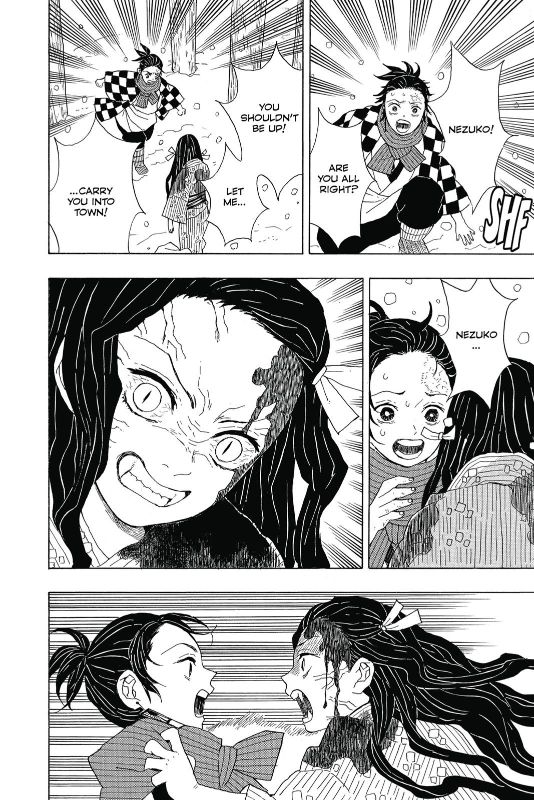 NEZUKO!
ARE
YOU ALL
RIGHT?
SHF
YOU
SHOULDN'T
BE UP!
LET
ME...
...CARRY
YOU INTO
TOWN!
NEZUKO
...